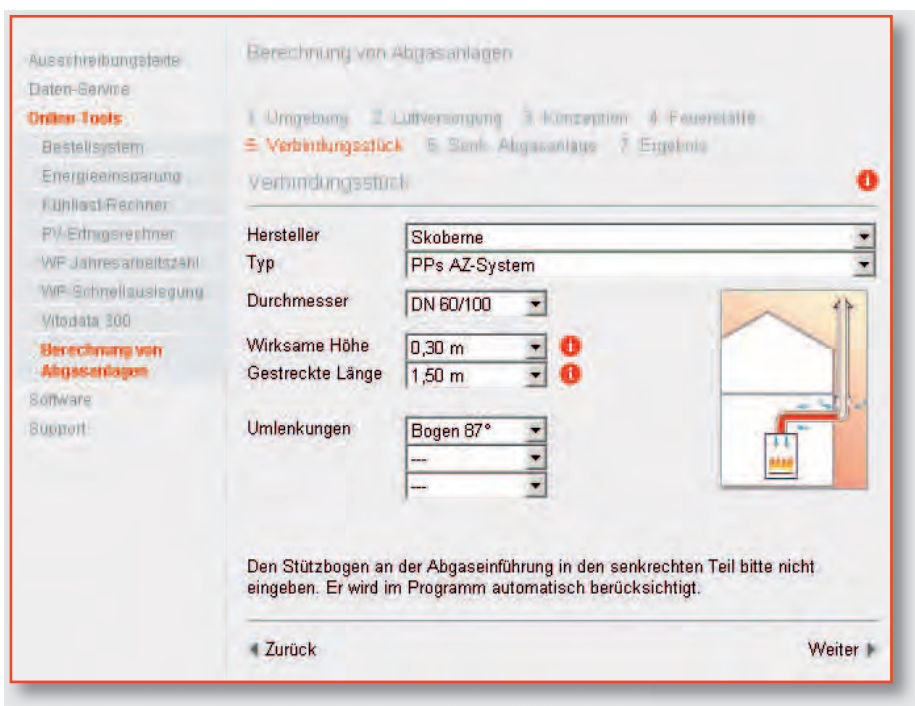 Ausschreibungstexte
Daten-Service
Online-Tools
Bestellsystem
Energieeinsparung
Kühllast-Rechner
PV-Ertragsrechner
WP Jahresarbeitszahl
WP-Schnellauslegung
Vitodata 300
Berechnung von
Abgasanlagen
Software
Support
Berechnung von Abgasanlagen
1. Umgebung 2. Luftversorgung 3. Konzeption 4. Feuerstätte
5. Verbindungsstück 6. Senk. Abgasanlage 7. Ergebnis
Verbindungsstück
Hersteller Skoberne
Typ PPs AZ-System
Durchmesser DN 60/100
Wirksame Höhe 0,30 m
Gestreckte Länge 1,50 m
Umlenkungen Bogen 87°
---
---
Den Stützbogen an der Abgaseinführung in den senkrechten Teil bitte nicht
eingeben. Er wird im Programm automatisch berücksichtigt.
Zurück Weiter